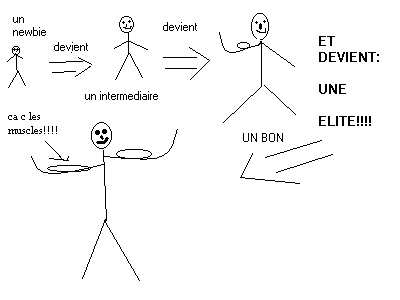 un
newbie
devient
un intermediaire
devient
UN BON
ET
DEVIENT:
UNE
ELITE!!!!
ca c les
muscles!!!!